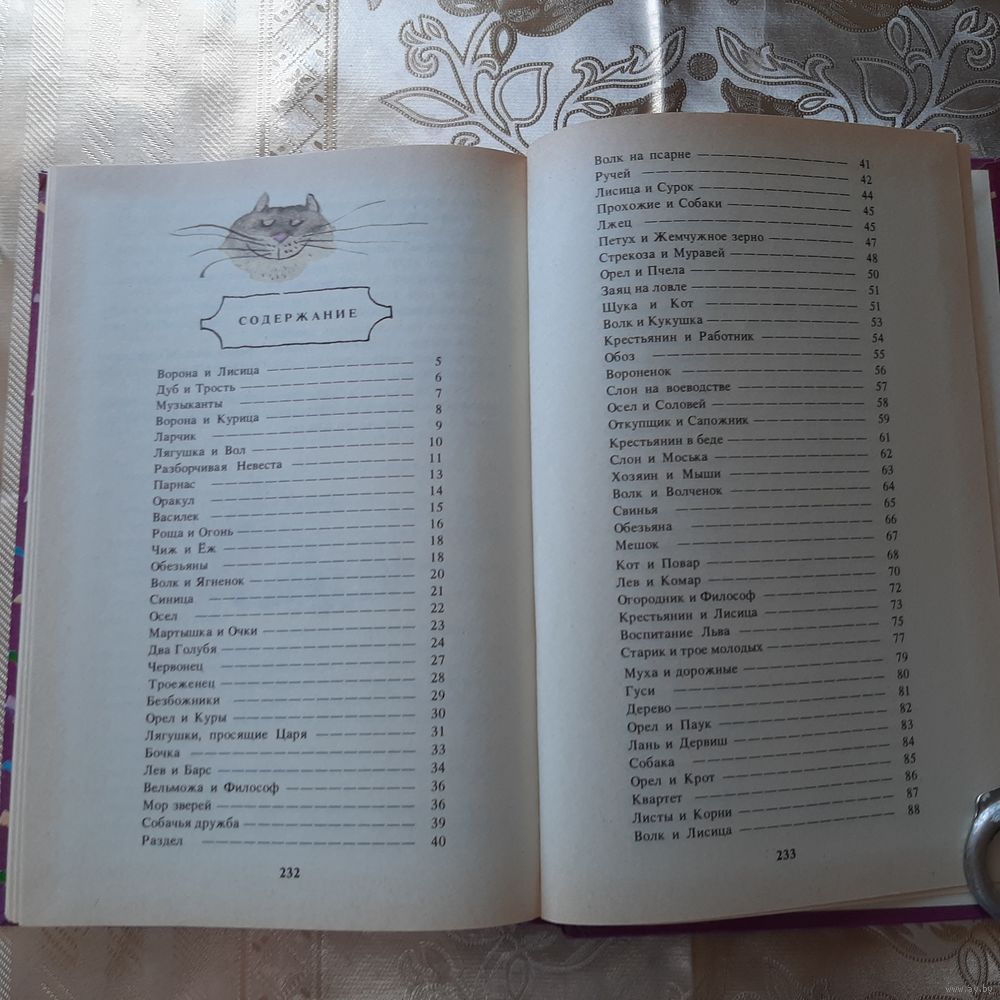 СОДЕРЖАНИЕ
Ворона и Лисица 5
Дуб и Трость 6
Музыканты 7
Ворона и Курица 8
Ларчик 9
Лягушка и Вол 10
Разборчивая Невеста 11
Парнас 13
Оракул 14
Василек 15
Роща и Огонь 16
Чиж и Ёж 18
Обезьяны 18
Волк и Ягненок 20
Синица 21
Осел 22
Мартышка и Очки 23
Два Голубя 24
Червонец 27
Троеженец 28
Безбожники 29
Орел и Куры 30
Лягушки, просящие Царя 31
Бочка 33
Лев и Барс 34
Вельможа и Философ 36
Мор зверей 36
Собачья дружба 39
Раздел 40
232
Волк на псарне 41
Ручей 42
Лисица и Сурок 44
Прохожие и Собаки 45
Лжец 45
Петух и Жемчужное зерно 47
Стрекоза и Муравей 48
Орел и Пчела 50
Заяц на ловле 51
Щука и Кот 51
Волк и Кукушка 53
Крестьянин и Работник 54
Обоз 55
Вороненок 56
Слон на воеводстве 57
Осел и Соловей 58
Откупщик и Сапожник 59
Крестьянин в беде 61
Слон и Моська 62
Хозяин и Мыши 63
Волк и Волченок 64
Свинья 65
Обезьяна 66
Мешок 67
Кот и Повар 68
Лев и Комар 70
Огородник и Философ 72
Крестьянин и Лисица 73
Воспитание Льва 75
Старик и трое молодых 77
Муха и дорожные 79
Гуси 80
Дерево 81
Орел и Паук 82
Лань и Дервиш 83
Собака 84
Орел и Крот 85
Квартет 86
Листы и Корни 87
Волк и Лисица 88
233
www.ay.by